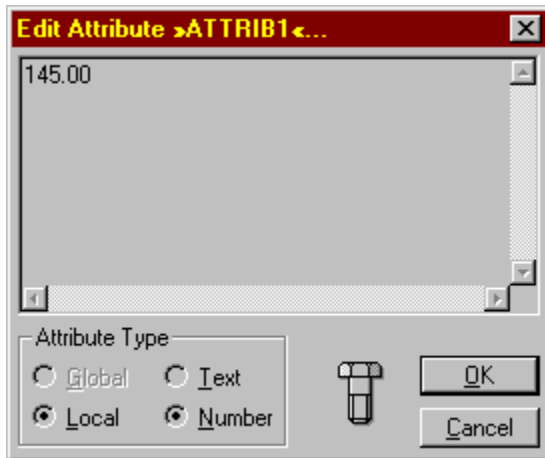 Edit Attribute »ATTRIB1«...
145.00
Attribute Type
Global Text
Local Number
OK
Cancel